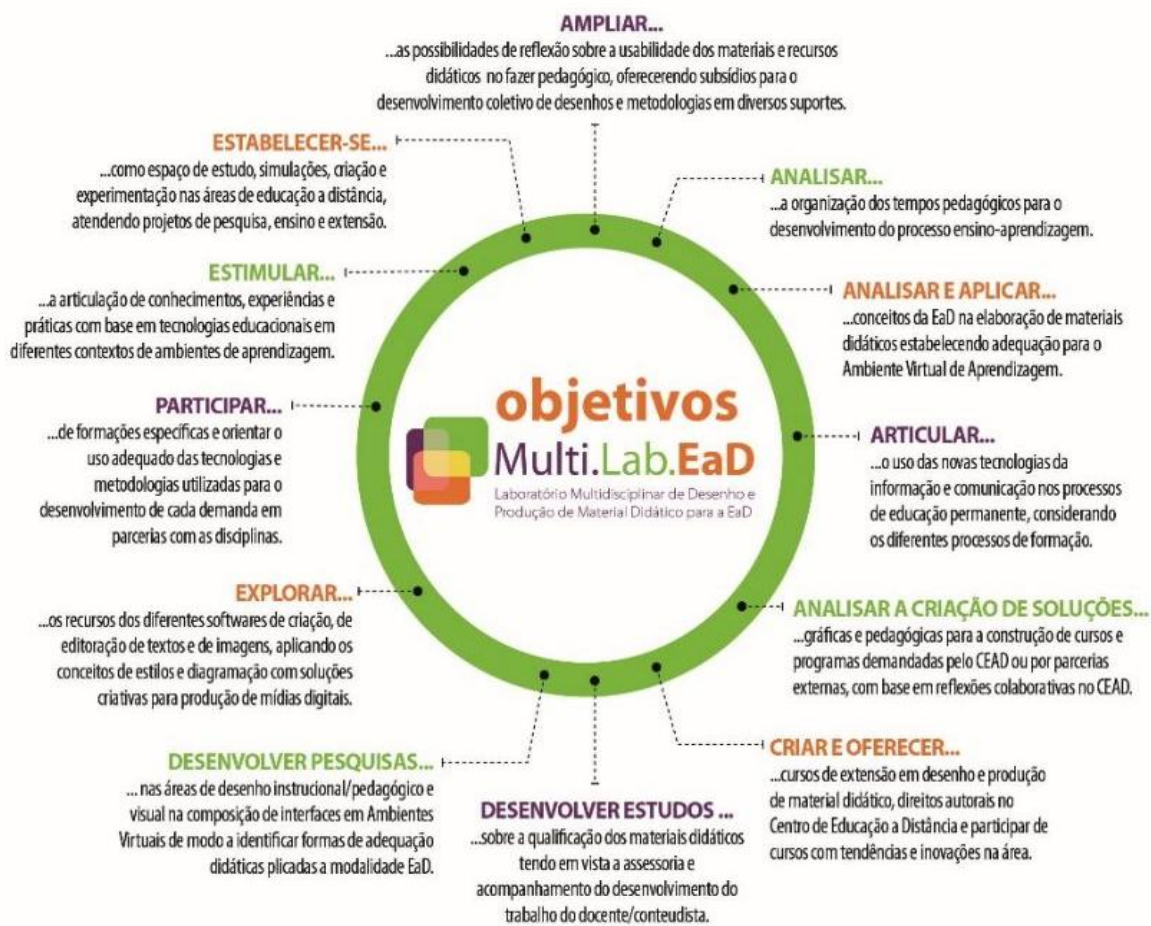 AMPLIAR...
...as possibilidades de reflexão sobre a usabilidade dos materiais e recursos
didáticos no fazer pedagógico, oferecerendo subsídios para o
desenvolvimento coletivo de desenhos e metodologias em diversos suportes.
ESTABELECER-SE...
...como espaço de estudo, simulações, criação e
experimentação nas áreas de educação a distância,
atendendo projetos de pesquisa, ensino e extensão.
ANALISAR...
...a organização dos tempos pedagógicos para o
desenvolvimento do processo ensino-aprendizagem.
ESTIMULAR...
...a articulação de conhecimentos, experiências e
práticas com base em tecnologias educacionais em
diferentes contextos de ambientes de aprendizagem.
ANALISAR E APLICAR...
...conceitos da EaD na elaboração de materiais
didáticos estabelecendo adequação para o
Ambiente Virtual de Aprendizagem.
objetivos
Multi.Lab.EaD
Laboratório Multidisciplinar de Desenho e
Produção de Material Didático para a EaD
PARTICIPAR...
...de formações específicas e orientar o
uso adequado das tecnologias e
metodologias utilizadas para o
desenvolvimento de cada demanda em
parcerias com as disciplinas.
ARTICULAR...
...o uso das novas tecnologias da
informação e comunicação nos processos
de educação permanente, considerando
os diferentes processos de formação.
EXPLORAR...
...os recursos dos diferentes softwares de criação, de
editoração de textos e de imagens, aplicando os
conceitos de estilos e diagramação com soluções
criativas para produção de mídias digitais.
ANALISAR A CRIAÇÃO DE SOLUÇÕES...
...gráficas e pedagógicas para a construção de cursos e
programas demandadas pelo CEAD ou por parcerias
externas, com base em reflexões colaborativas no CEAD.
DESENVOLVER PESQUISAS...
... nas áreas de desenho instrucional/pedagógico e
visual na composição de interfaces em Ambientes
Virtuais de modo a identificar formas de adequação
didáticas plicadas a modalidade EaD.
DESENVOLVER ESTUDOS ...
...sobre a qualificação dos materiais didáticos
tendo em vista a assessoria e
acompanhamento do desenvolvimento do
trabalho do docente/conteudista.
CRIAR E OFERECER...
...cursos de extensão em desenho e produção
de material didático, direitos autorais no
Centro de Educação a Distância e participar de
cursos com tendências e inovações na área.